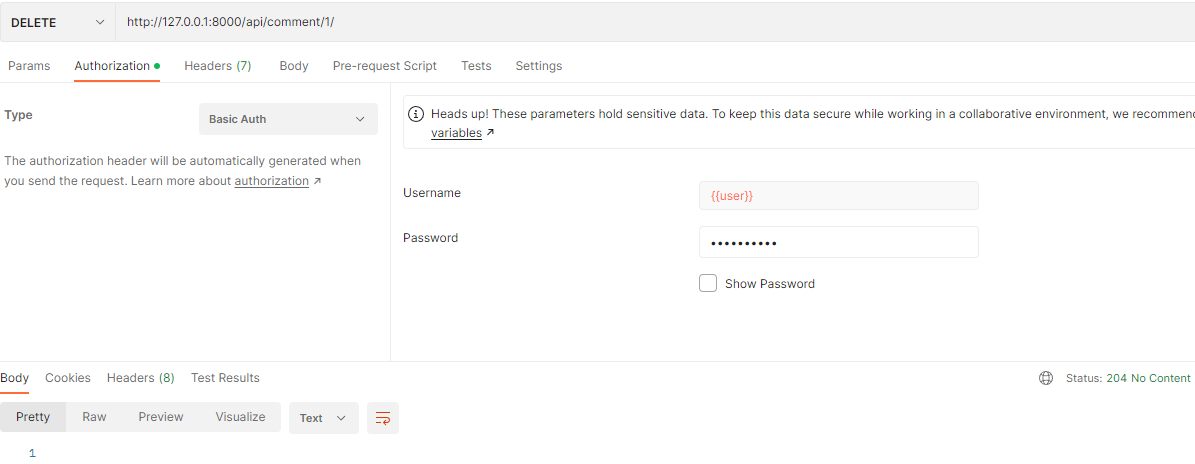 DELETE http://127.0.0.1:8000/api/comment/1/
Params Authorization Headers (7) Body Pre-request Script Tests Settings
Type Basic Auth
The authorization header will be automatically generated when
you send the request. Learn more about authorization ↗
Heads up! These parameters hold sensitive data. To keep this data secure while working in a collaborative environment, we recommend
variables ↗
Username {{user}}
Password ••••••••••
Show Password
Body Cookies Headers (8) Test Results Status: 204 No Content
Pretty Raw Preview Visualize Text
1